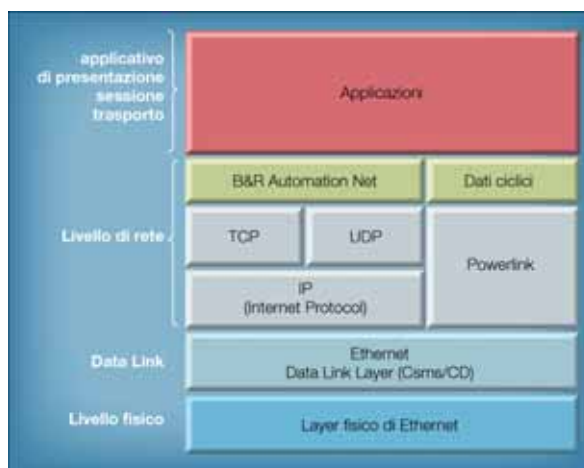 applicativo
di presentazione
sessione
trasporto
Applicazioni
B&R Automation Net
Dati ciclici
Livello di rete
TCP
UDP
Powerlink
IP
(Internet Protocol)
Data Link
Ethernet
Data Link Layer (Csms/CD)
Livello fisico
Layer fisico di Ethernet